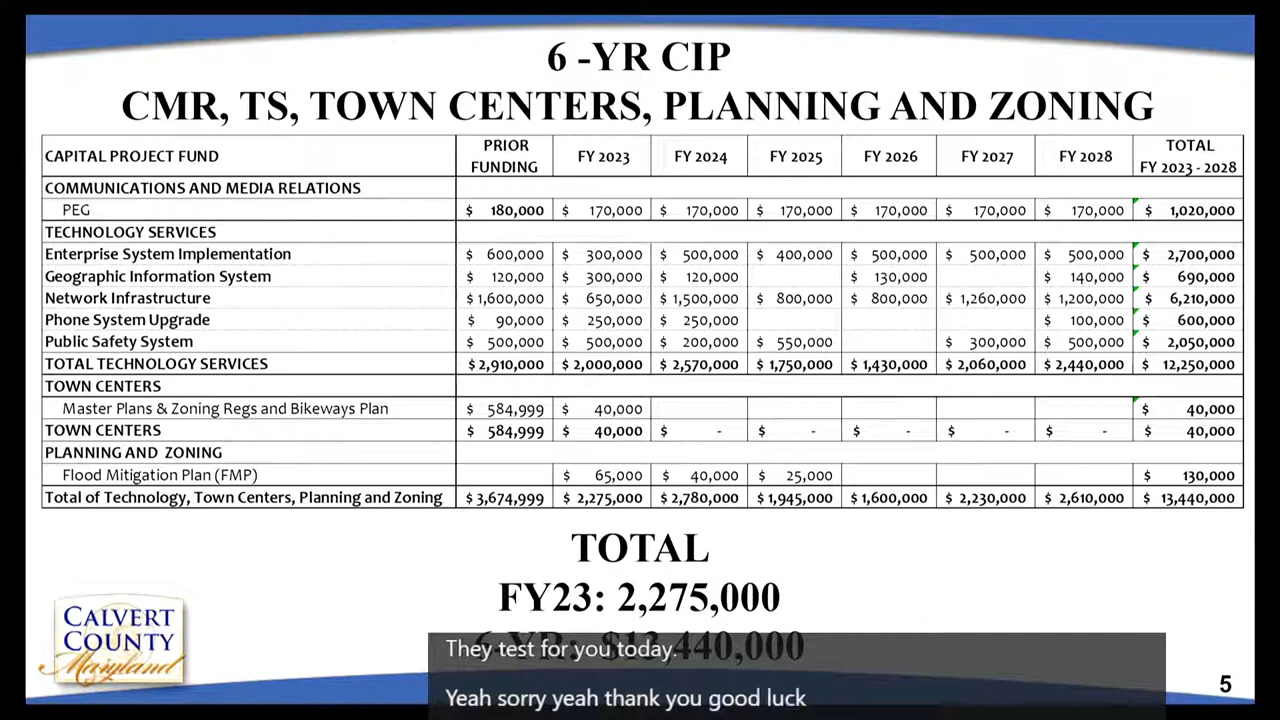 6 -YR CIP
CMR, TS, TOWN CENTERS, PLANNING AND ZONING
CAPITAL PROJECT FUND PRIOR FUNDING FY 2023 FY 2024 FY 2025 FY 2026 FY 2027 FY 2028 TOTAL FY 2023 - 2028
COMMUNICATIONS AND MEDIA RELATIONS
PEG $ 180,000 $ 170,000 $ 170,000 $ 170,000 $ 170,000 $ 170,000 $ 170,000 $ 1,020,000
TECHNOLOGY SERVICES
Enterprise System Implementation $ 600,000 $ 300,000 $ 500,000 $ 400,000 $ 500,000 $ 500,000 $ 500,000 $ 2,700,000
Geographic Information System $ 120,000 $ 300,000 $ 120,000 $ 130,000 $ 140,000 $ 690,000
Network Infrastructure $ 1,600,000 $ 650,000 $ 1,500,000 $ 800,000 $ 800,000 $ 1,260,000 $ 1,200,000 $ 6,210,000
Phone System Upgrade $ 90,000 $ 250,000 $ 250,000 $ 100,000 $ 600,000
Public Safety System $ 500,000 $ 500,000 $ 200,000 $ 550,000 $ 300,000 $ 500,000 $ 2,050,000
TOTAL TECHNOLOGY SERVICES $ 2,910,000 $ 2,000,000 $ 2,570,000 $ 1,750,000 $ 1,430,000 $ 2,060,000 $ 2,440,000 $ 12,250,000
TOWN CENTERS
Master Plans & Zoning Regs and Bikeways Plan $ 584,999 $ 40,000 $ 40,000
TOWN CENTERS $ 584,999 $ 40,000 $ - $ - $ - $ - $ - $ 40,000
PLANNING AND ZONING
Flood Mitigation Plan (FMP) $ 65,000 $ 40,000 $ 25,000 $ 130,000
Total of Technology, Town Centers, Planning and Zoning $ 3,674,999 $ 2,275,000 $ 2,780,000 $ 1,945,000 $ 1,600,000 $ 2,230,000 $ 2,610,000 $ 13,440,000
TOTAL
FY23: 2,275,000
6-YR: $13,440,000
They test for you today.
Yeah sorry yeah thank you good luck
CALVERT
COUNTY
Maryland
5